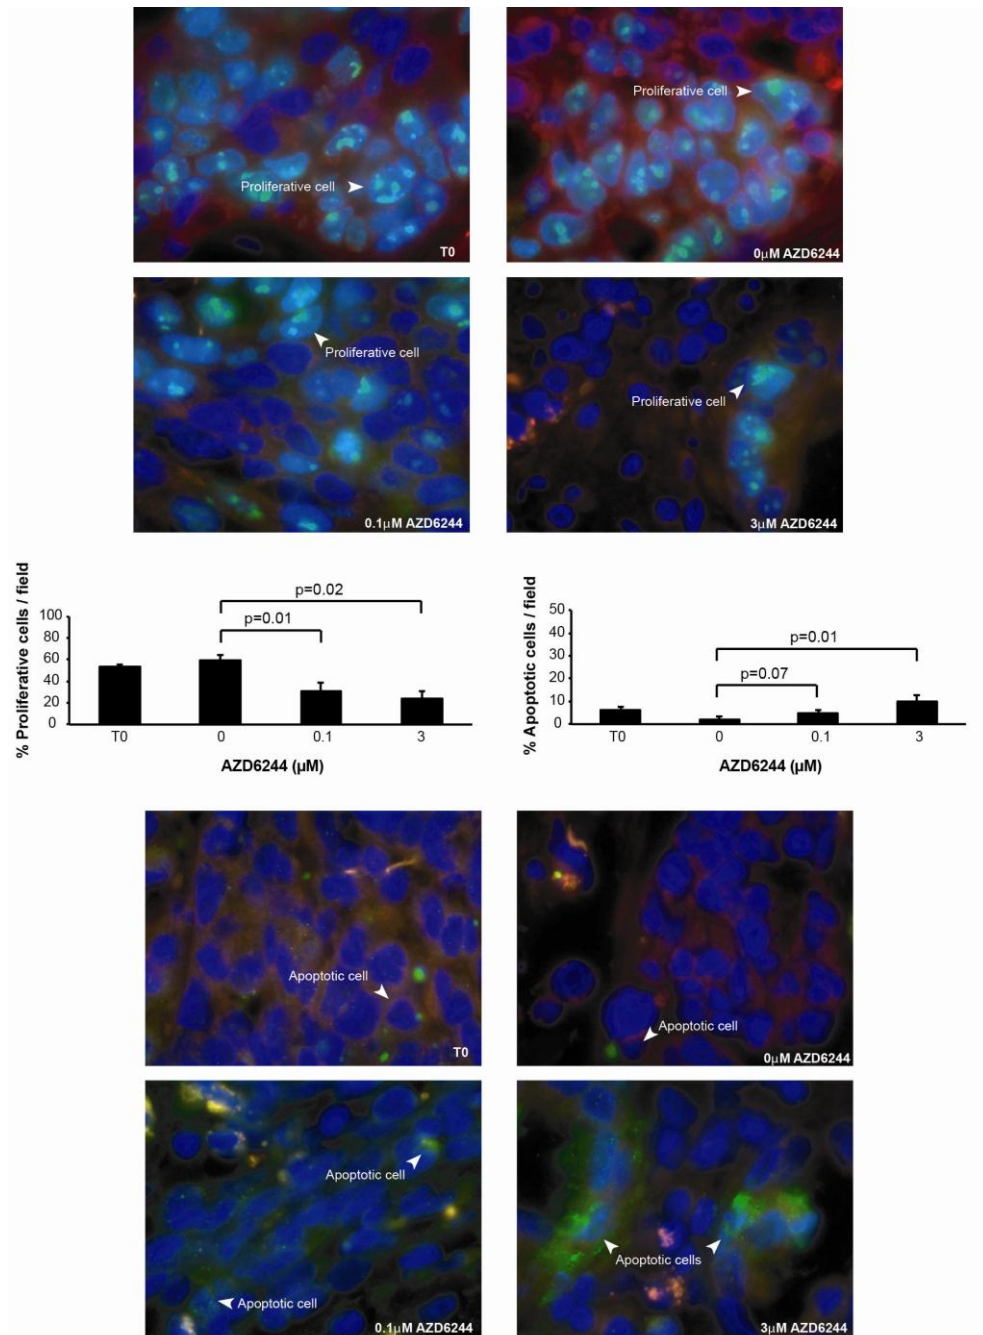 Proliferative cell
T0
Proliferative cell
0µM AZD6244
Proliferative cell
0.1µM AZD6244
Proliferative cell
3µM AZD6244
% Proliferative cells / field
100
80
60
40
20
0
p=0.02
p=0.01
T0 0 0.1 3
AZD6244 (µM)
% Apoptotic cells / field
50
40
30
20
10
0
p=0.01
p=0.07
T0 0 0.1 3
AZD6244 (µM)
Apoptotic cell
T0
Apoptotic cell
0µM AZD6244
Apoptotic cell
Apoptotic cell
0.1µM AZD6244
Apoptotic cells
3µM AZD6244